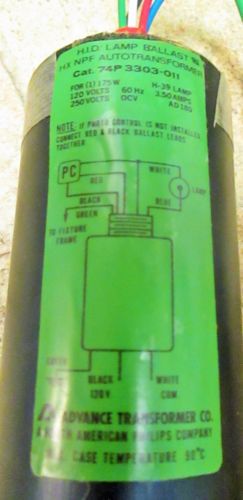 H.I.D. LAMP BALLAST
HX NPF AUTOTRANSFORMER
Cat. 74P 3303-011
FOR (1) 175W H-39 LAMP
120 VOLTS 60 Hz 3.50 AMPS
250 VOLTS OCV AD 180
NOTE: IF PHOTO CONTROL IS NOT INSTALLED
CONNECT RED & BLACK BALLAST LEADS
TOGETHER
PC
WHITE
RED
LAMP
BLACK
BLUE
GREEN
TO FIXTURE
FRAME
GREEN
BLACK
120V
WHITE
COM.
ADVANCE TRANSFORMER CO.
A NORTH AMERICAN PHILIPS COMPANY
CASE TEMPERATURE 90°C